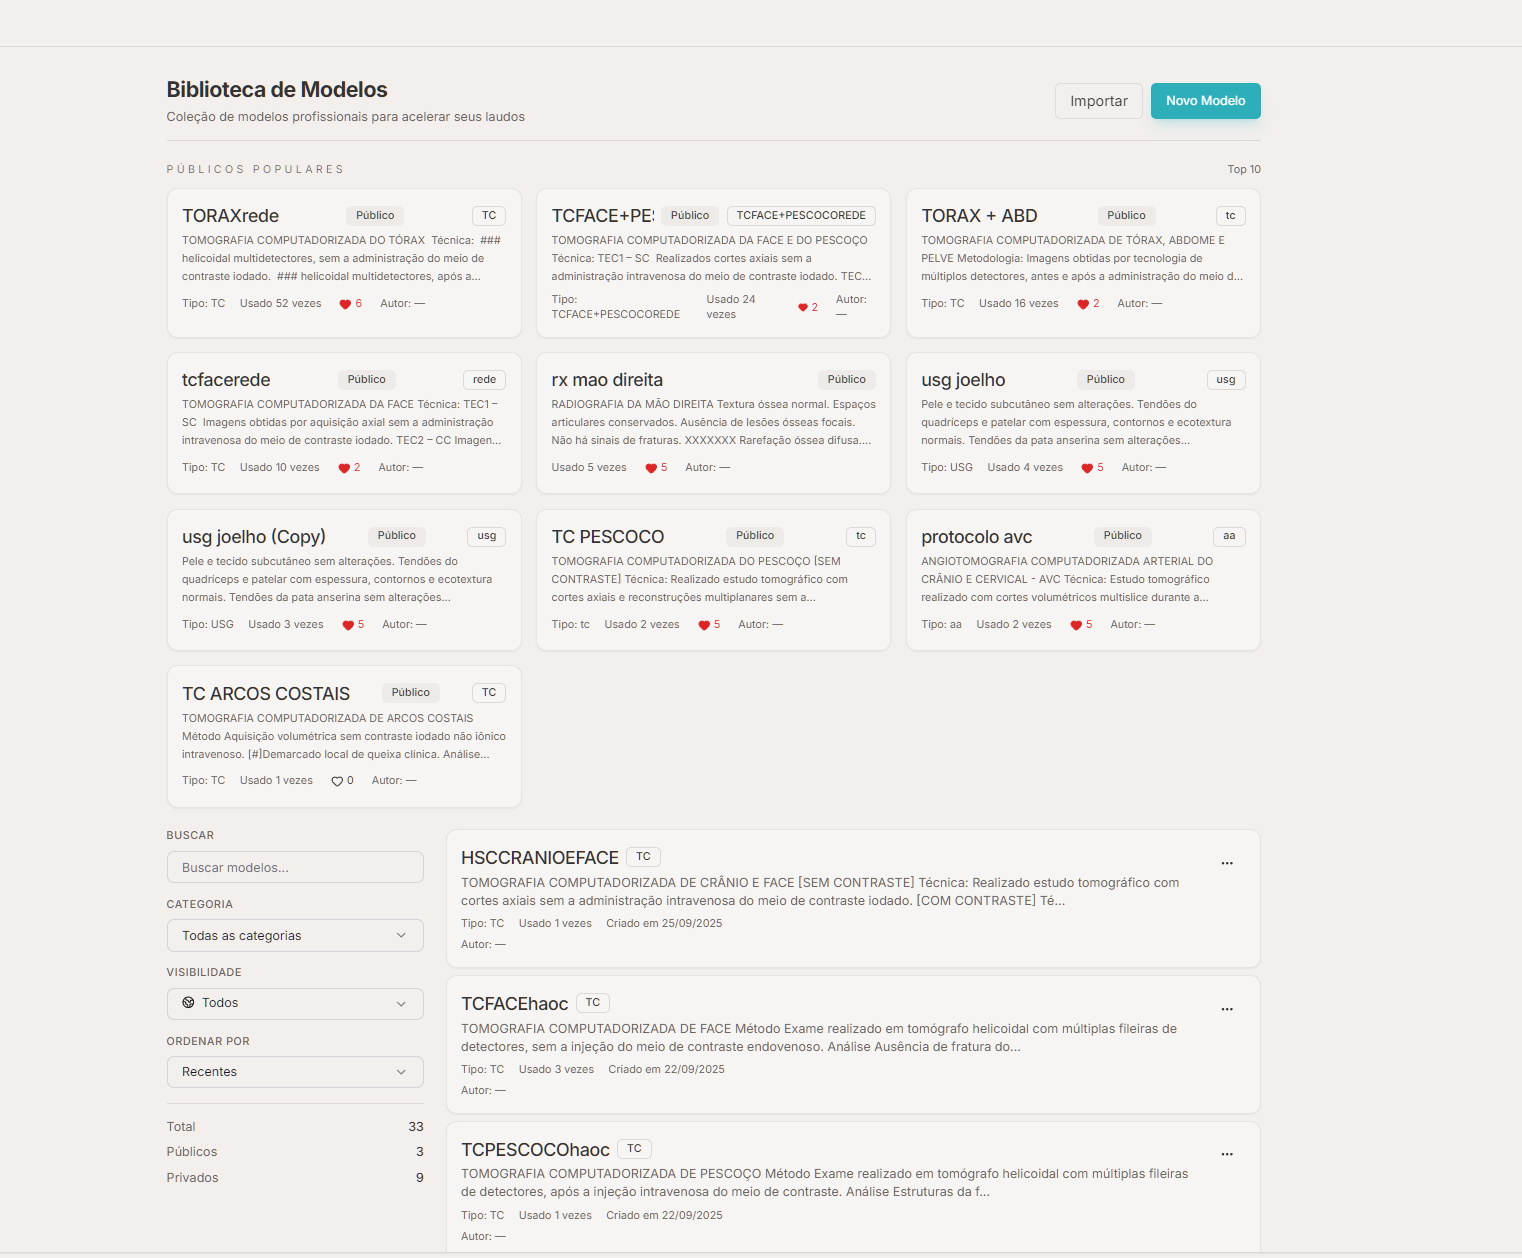 Biblioteca de Modelos
Coleção de modelos profissionais para acelerar seus laudos
Importar
Novo Modelo
PÚBLICOS POPULARES
Top 10
TORAXrede
Público
TC
TOMOGRAFIA COMPUTADORIZADA DO TÓRAX Técnica: ###
helicoidal multidetectores, sem a administração do meio de
contraste iodado. ### helicoidal multidetectores, após a...
Tipo: TC Usado 52 vezes 6 Autor: —
TCFACE+PES
Público
TCFACE+PESCOCOREDE
TOMOGRAFIA COMPUTADORIZADA DA FACE E DO PESCOÇO
Técnica: TEC1 – SC Realizados cortes axiais sem a
administração intravenosa do meio de contraste iodado. TEC...
Tipo:
TCFACE+PESCOCOREDE
Usado 24
vezes
2
Autor:
—
TORAX + ABD
Público
tc
TOMOGRAFIA COMPUTADORIZADA DE TÓRAX, ABDOME E
PELVE Metodologia: Imagens obtidas por tecnologia de
múltiplos detectores, antes e após a administração do meio d...
Tipo: TC Usado 16 vezes 2 Autor: —
tcfacerede
Público
rede
TOMOGRAFIA COMPUTADORIZADA DA FACE Técnica: TEC1 –
SC Imagens obtidas por aquisição axial sem a administração
intravenosa do meio de contraste iodado. TEC2 – CC Imagen...
Tipo: TC Usado 10 vezes 2 Autor: —
rx mao direita
Público
RADIOGRAFIA DA MÃO DIREITA Textura óssea normal. Espaços
articulares conservados. Ausência de lesões ósseas focais.
Não há sinais de fraturas. XXXXXXX Rarefação óssea difusa....
Usado 5 vezes 5 Autor: —
usg joelho
Público
usg
Pele e tecido subcutâneo sem alterações. Tendões do
quadríceps e patelar com espessura, contornos e ecotextura
normais. Tendões da pata anserina sem alterações...
Tipo: USG Usado 4 vezes 5 Autor: —
usg joelho (Copy)
Público
usg
Pele e tecido subcutâneo sem alterações. Tendões do
quadríceps e patelar com espessura, contornos e ecotextura
normais. Tendões da pata anserina sem alterações...
Tipo: USG Usado 3 vezes 5 Autor: —
TC PESCOCO
Público
tc
TOMOGRAFIA COMPUTADORIZADA DO PESCOÇO [SEM
CONTRASTE] Técnica: Realizado estudo tomográfico com
cortes axiais e reconstruções multiplanares sem a...
Tipo: tc Usado 2 vezes 5 Autor: —
protocolo avc
Público
aa
ANGIOTOMOGRAFIA COMPUTADORIZADA ARTERIAL DO
CRÂNIO E CERVICAL - AVC Técnica: Estudo tomográfico
realizado com cortes volumétricos multislice durante a...
Tipo: aa Usado 2 vezes 5 Autor: —
TC ARCOS COSTAIS
Público
TC
TOMOGRAFIA COMPUTADORIZADA DE ARCOS COSTAIS
Método Aquisição volumétrica sem contraste iodado não iônico
intravenoso. [#]Demarcado local de queixa clínica. Análise...
Tipo: TC Usado 1 vezes 0 Autor: —
BUSCAR
Buscar modelos...
CATEGORIA
Todas as categorias
VISIBILIDADE
Todos
ORDENAR POR
Recentes
Total 33
Públicos 3
Privados 9
HSCCRANIOEFACE
TC
...
TOMOGRAFIA COMPUTADORIZADA DE CRÂNIO E FACE [SEM CONTRASTE] Técnica: Realizado estudo tomográfico com
cortes axiais sem a administração intravenosa do meio de contraste iodado. [COM CONTRASTE] Té...
Tipo: TC Usado 1 vezes Criado em 25/09/2025
Autor: —
TCFACEhaoc
TC
...
TOMOGRAFIA COMPUTADORIZADA DE FACE Método Exame realizado em tomógrafo helicoidal com múltiplas fileiras de
detectores, sem a injeção do meio de contraste endovenoso. Análise Ausência de fratura do...
Tipo: TC Usado 3 vezes Criado em 22/09/2025
Autor: —
TCPESCOCOhaoc
TC
...
TOMOGRAFIA COMPUTADORIZADA DE PESCOÇO Método Exame realizado em tomógrafo helicoidal com múltiplas fileiras
de detectores, após a injeção intravenosa do meio de contraste. Análise Estruturas da f...
Tipo: TC Usado 1 vezes Criado em 22/09/2025
Autor: —